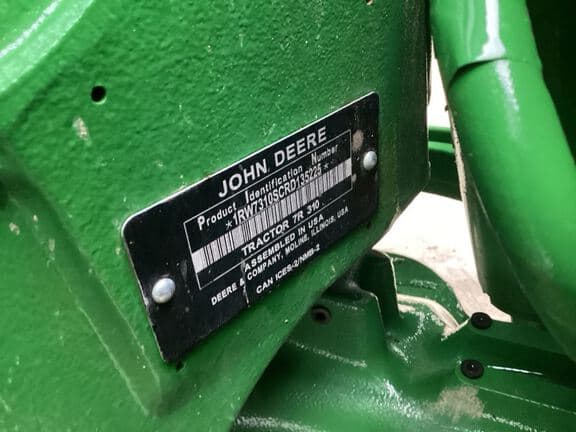 JOHN DEERE
Product Identification Number
*1RW7310SCRD135225*
TRACTOR 7R 310
ASSEMBLED IN USA
DEERE & COMPANY, MOLINE, ILLINOIS, USA
CAN ICES-2/NMB-2